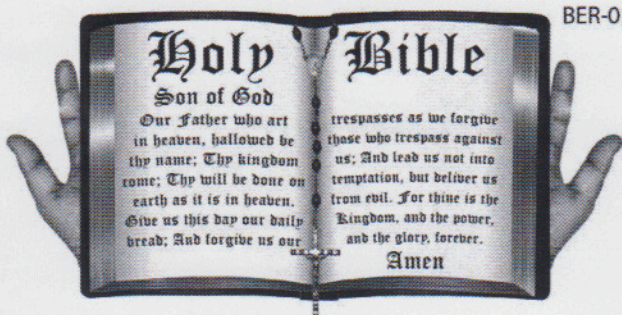 BER-0
Holy Bible
Son of God
Our Father who art
in heaven, hallowed be
thy name; Thy kingdom
come; Thy will be done on
earth as it is in heaven.
Give us this day our daily
bread; And forgive us our
trespasses as we forgive
those who trespass against
us; And lead us not into
temptation, but deliver us
from evil. For thine is the
Kingdom, and the power,
and the glory, forever.
Amen